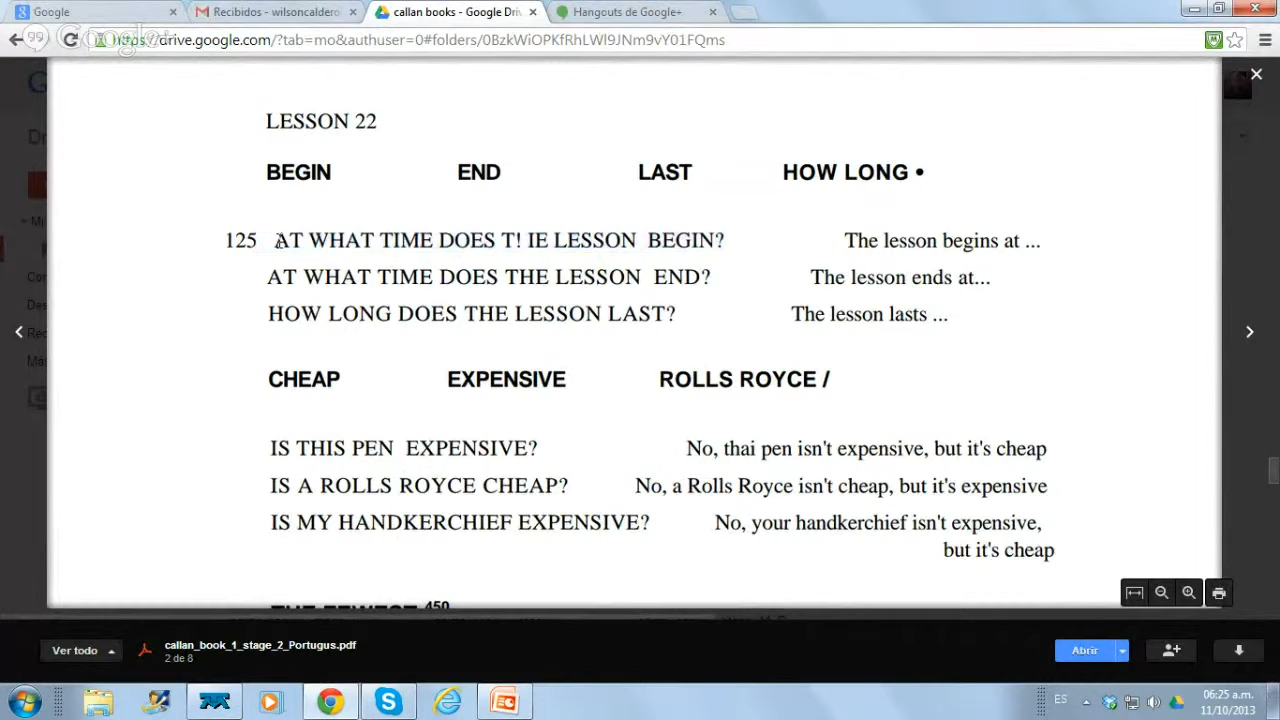 Google
Recibidos - wilsoncaldero
callan books - Google Driv
Hangouts de Google+
drive.google.com/?tab=mo&authuser=0#folders/0BzkWiOPKfRhLWl9JNm9vY01FQms
LESSON 22
BEGIN END LAST HOW LONG •
125 AT WHAT TIME DOES T! IE LESSON BEGIN? The lesson begins at ...
AT WHAT TIME DOES THE LESSON END? The lesson ends at...
HOW LONG DOES THE LESSON LAST? The lesson lasts ...
CHEAP EXPENSIVE ROLLS ROYCE /
IS THIS PEN EXPENSIVE? No, thai pen isn't expensive, but it's cheap
IS A ROLLS ROYCE CHEAP? No, a Rolls Royce isn't cheap, but it's expensive
IS MY HANDKERCHIEF EXPENSIVE? No, your handkerchief isn't expensive,
but it's cheap
450
Ver todo
callan_book_1_stage_2_Portugus.pdf
2 de 8
Abrir
ES
06:25 a.m.
11/10/2013